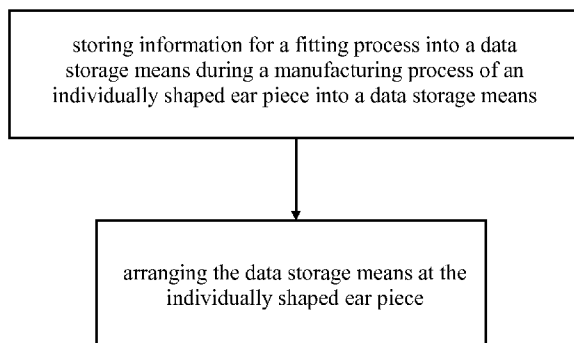 storing information for a fitting process into a data
storage means during a manufacturing process of an
individually shaped ear piece into a data storage means
arranging the data storage means at the
individually shaped ear piece